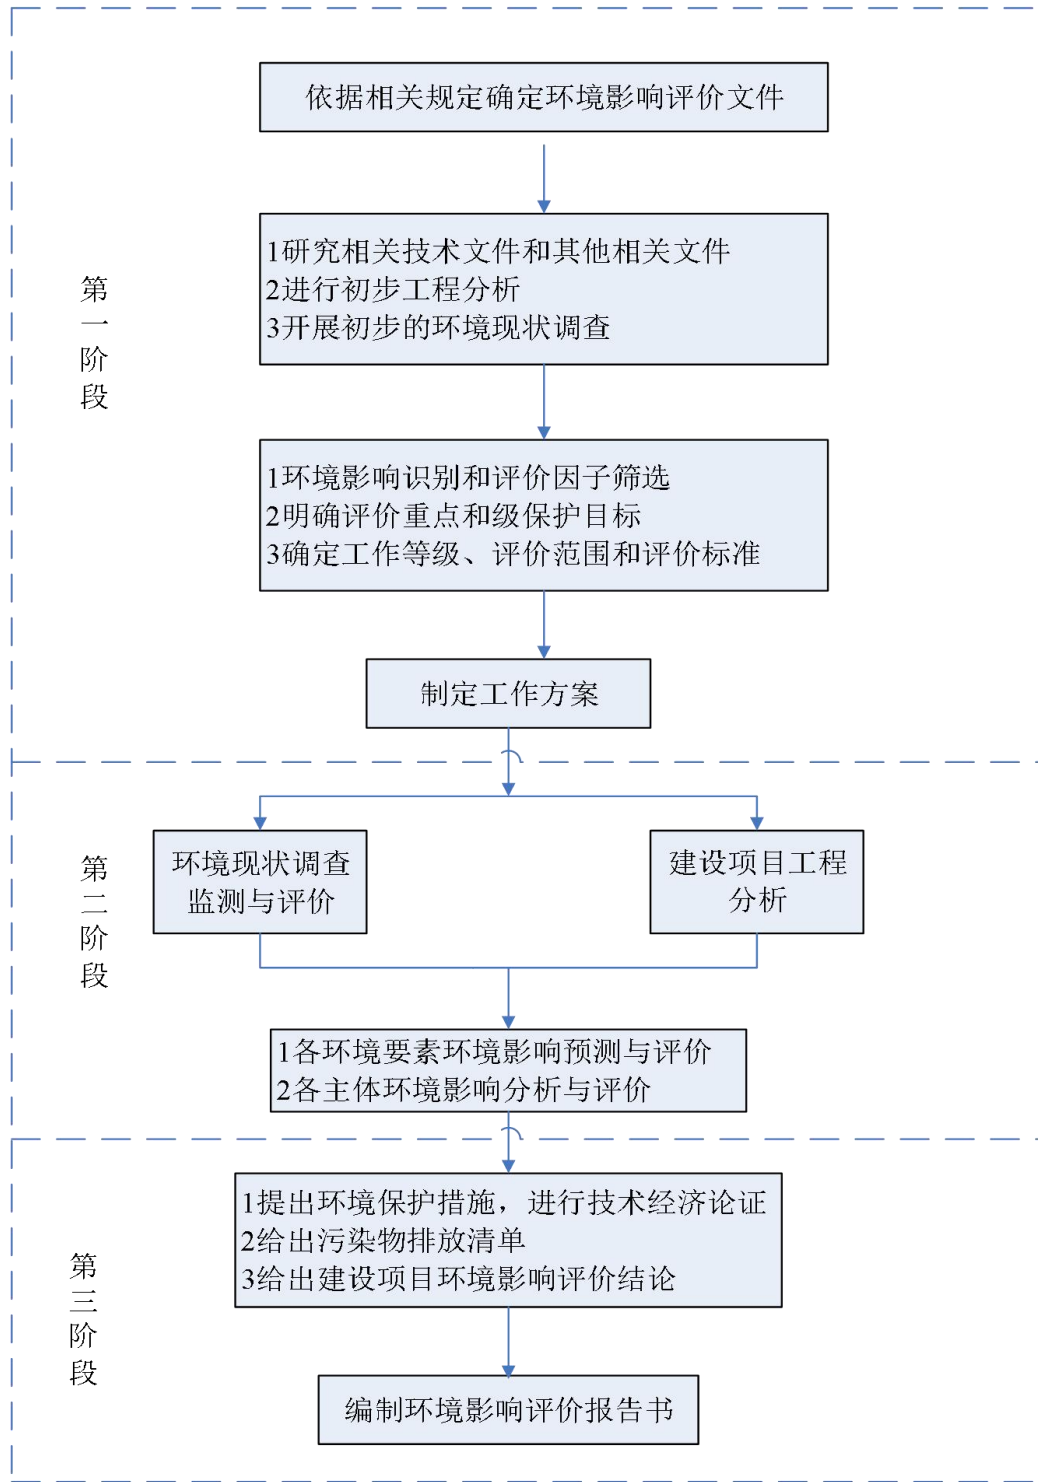 依据相关规定确定环境影响评价文件
1研究相关技术文件和其他相关文件
2进行初步工程分析
3开展初步的环境现状调查
第一阶段
1环境影响识别和评价因子筛选
2明确评价重点和级保护目标
3确定工作等级、评价范围和评价标准
制定工作方案
第二阶段
环境现状调查
监测与评价
建设项目工程
分析
1各环境要素环境影响预测与评价
2各主体环境影响分析与评价
第三阶段
1提出环境保护措施，进行技术经济论证
2给出污染物排放清单
3给出建设项目环境影响评价结论
编制环境影响评价报告书